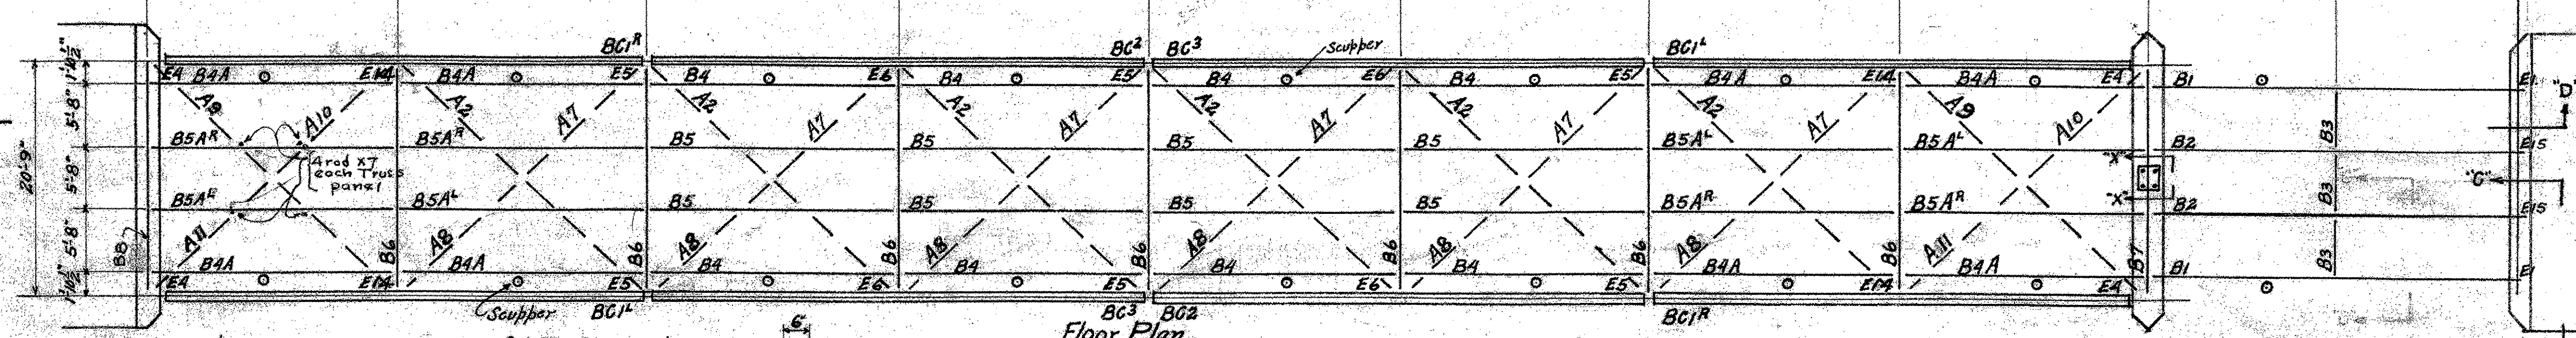 BC1R BC2 BC3 Scupper BC1L
E4 B4A E14 B4A E5 B4 E6 B4 E5 B4 E6 B4 E5 B4A E14 B4A E4 B1 E1
1'-10½" 5'-8" 5'-8" 5'-8" 1'-10½"
20'-9"
A9 A10 A2 A7 A2 A7 A2 A7 A2 A7 A2 A7 A2 A7 A9 A10 B3 "D"
B5AR B5AR B5 B5 B5 B5 B5AL B5AL B2 E15
4 rod x7
each Truss
panel
"X" "X" B3 "C"
B5AL B5AL B5 B5 B5 B5 B5AR B5AR B2 E15
B8 A11 B6 A8 B6 A8 B6 A8 B6 A8 B6 A8 B6 A8 B6 A11 B7 B3
B4A B4A B4 B4 B4 B4 B4A B4A B1 E1
E4 E14 E5 E6 E5 E6 E5 E14 E4
Scupper BC1L BC3 BC2 BC1R
6
Floor Plan